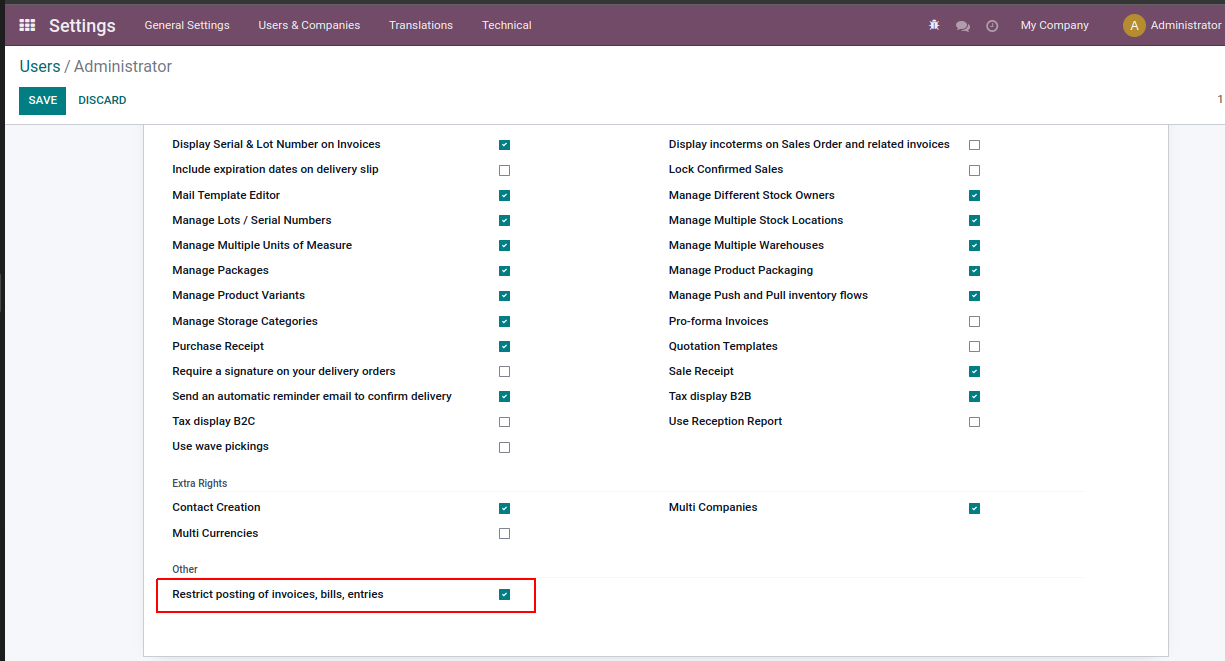 Settings General Settings Users & Companies Translations Technical My Company A Administrator
Users / Administrator
SAVE DISCARD 1
Display Serial & Lot Number on Invoices Display incoterms on Sales Order and related invoices
Include expiration dates on delivery slip Lock Confirmed Sales
Mail Template Editor Manage Different Stock Owners
Manage Lots / Serial Numbers Manage Multiple Stock Locations
Manage Multiple Units of Measure Manage Multiple Warehouses
Manage Packages Manage Product Packaging
Manage Product Variants Manage Push and Pull inventory flows
Manage Storage Categories Pro-forma Invoices
Purchase Receipt Quotation Templates
Require a signature on your delivery orders Sale Receipt
Send an automatic reminder email to confirm delivery Tax display B2B
Tax display B2C Use Reception Report
Use wave pickings
Extra Rights
Contact Creation Multi Companies
Multi Currencies
Other
Restrict posting of invoices, bills, entries